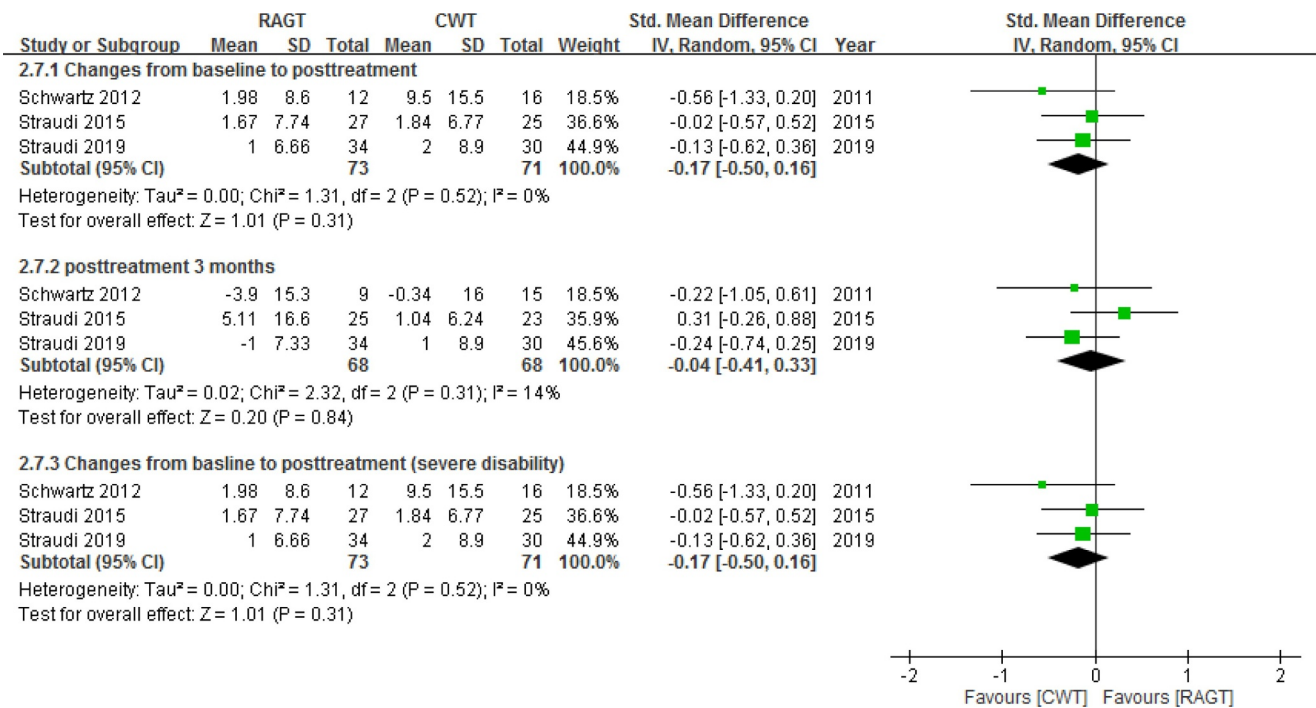 RAGT CWT Std. Mean Difference Std. Mean Difference
Study or Subgroup Mean SD Total Mean SD Total Weight IV, Random, 95% CI Year IV, Random, 95% CI
2.7.1 Changes from baseline to posttreatment
Schwartz 2012 1.98 8.6 12 9.5 15.5 16 18.5% -0.56 [-1.33, 0.20] 2011
Straudi 2015 1.67 7.74 27 1.84 6.77 25 36.6% -0.02 [-0.57, 0.52] 2015
Straudi 2019 1 6.66 34 2 8.9 30 44.9% -0.13 [-0.62, 0.36] 2019
Subtotal (95% CI) 73 71 100.0% -0.17 [-0.50, 0.16]
Heterogeneity: Tau² = 0.00; Chi² = 1.31, df = 2 (P = 0.52); I² = 0%
Test for overall effect: Z = 1.01 (P = 0.31)
2.7.2 posttreatment 3 months
Schwartz 2012 -3.9 15.3 9 -0.34 16 15 18.5% -0.22 [-1.05, 0.61] 2011
Straudi 2015 5.11 16.6 25 1.04 6.24 23 35.9% 0.31 [-0.26, 0.88] 2015
Straudi 2019 -1 7.33 34 1 8.9 30 45.6% -0.24 [-0.74, 0.25] 2019
Subtotal (95% CI) 68 68 100.0% -0.04 [-0.41, 0.33]
Heterogeneity: Tau² = 0.02; Chi² = 2.32, df = 2 (P = 0.31); I² = 14%
Test for overall effect: Z = 0.20 (P = 0.84)
2.7.3 Changes from basline to posttreatment (severe disability)
Schwartz 2012 1.98 8.6 12 9.5 15.5 16 18.5% -0.56 [-1.33, 0.20] 2011
Straudi 2015 1.67 7.74 27 1.84 6.77 25 36.6% -0.02 [-0.57, 0.52] 2015
Straudi 2019 1 6.66 34 2 8.9 30 44.9% -0.13 [-0.62, 0.36] 2019
Subtotal (95% CI) 73 71 100.0% -0.17 [-0.50, 0.16]
Heterogeneity: Tau² = 0.00; Chi² = 1.31, df = 2 (P = 0.52); I² = 0%
Test for overall effect: Z = 1.01 (P = 0.31)
-2 -1 0 1 2
Favours [CWT] Favours [RAGT]